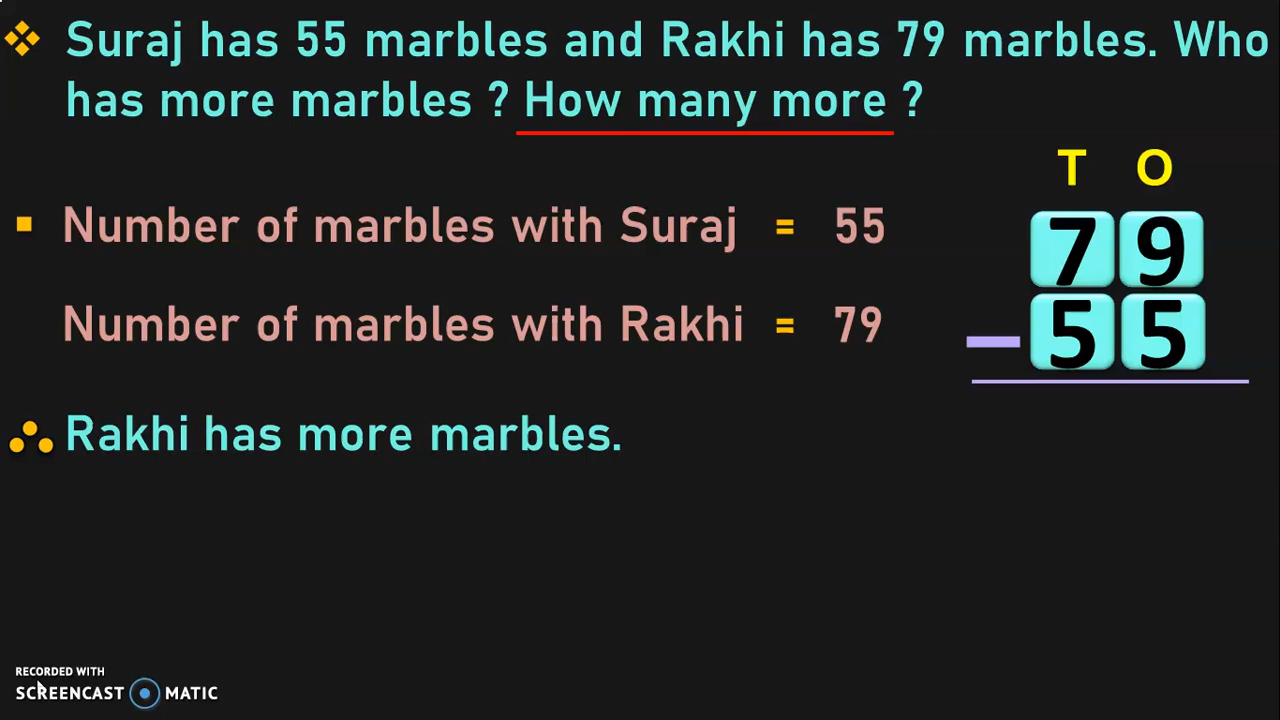 Suraj has 55 marbles and Rakhi has 79 marbles. Who
has more marbles ? How many more ?
T O
Number of marbles with Suraj = 55
7 9
Number of marbles with Rakhi = 79
– 5 5
Rakhi has more marbles.
RECORDED WITH
SCREENCAST MATIC